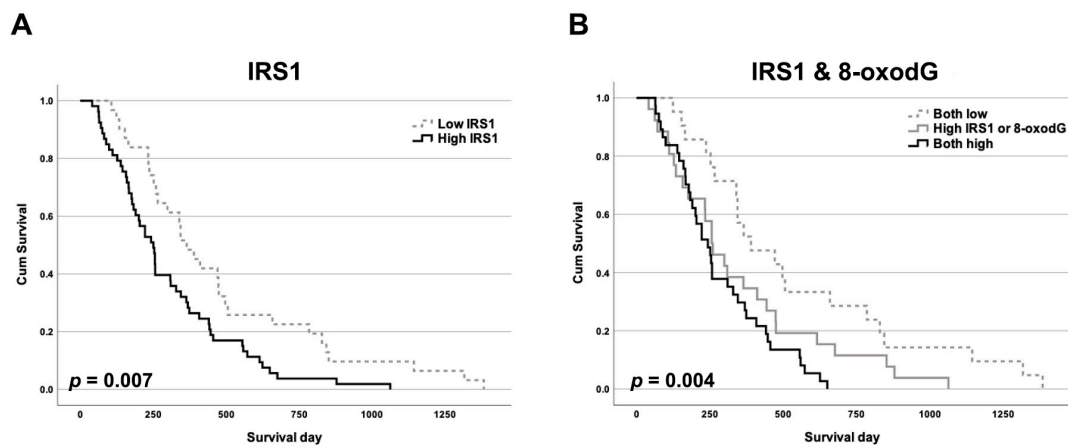 A
IRS1
Low IRS1
High IRS1
Cum Survival
1.0
0.8
0.6
0.4
0.2
0.0
p = 0.007
0 250 500 750 1000 1250
Survival day
B
IRS1 & 8-oxodG
Both low
High IRS1 or 8-oxodG
Both high
Cum Survival
1.0
0.8
0.6
0.4
0.2
0.0
p = 0.004
0 250 500 750 1000 1250
Survival day